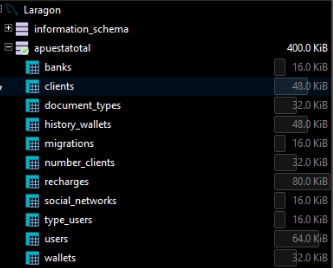 Laragon
information_schema
apuestatotal 400.0 KiB
banks 16.0 KiB
clients 48.0 KiB
document_types 32.0 KiB
history_wallets 48.0 KiB
migrations 16.0 KiB
number_clients 32.0 KiB
recharges 80.0 KiB
social_networks 16.0 KiB
type_users 16.0 KiB
users 64.0 KiB
wallets 32.0 KiB